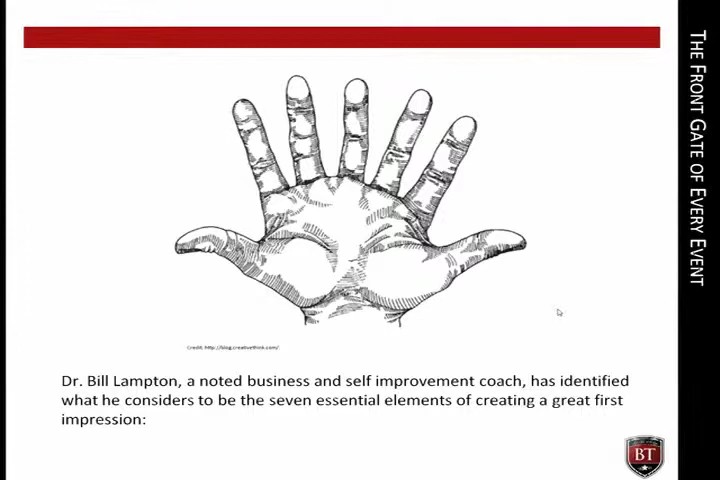 THE FRONT GATE OF EVERY EVENT
Credit: http://blog.creativethink.com/
Dr. Bill Lampton, a noted business and self improvement coach, has identified
what he considers to be the seven essential elements of creating a great first
impression:
BT